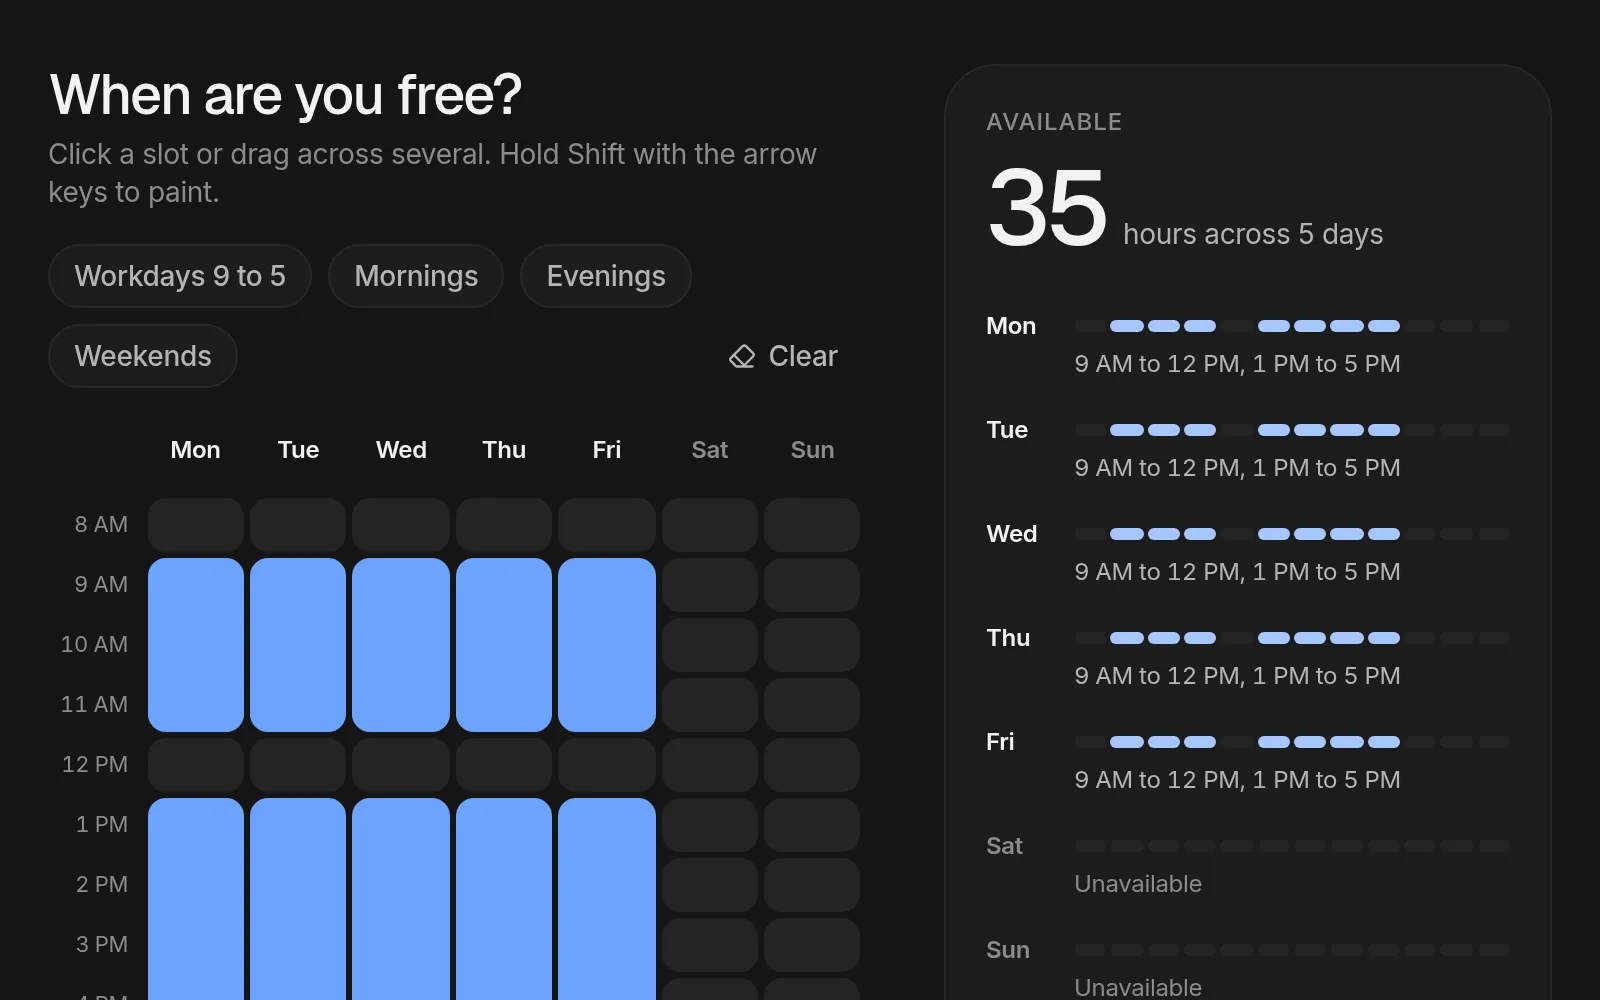 When are you free?
Click a slot or drag across several. Hold Shift with the arrow
keys to paint.
Workdays 9 to 5
Mornings
Evenings
Weekends
Clear
Mon Tue Wed Thu Fri Sat Sun
8 AM
9 AM
10 AM
11 AM
12 PM
1 PM
2 PM
3 PM
4 PM
AVAILABLE
35 hours across 5 days
Mon
9 AM to 12 PM, 1 PM to 5 PM
Tue
9 AM to 12 PM, 1 PM to 5 PM
Wed
9 AM to 12 PM, 1 PM to 5 PM
Thu
9 AM to 12 PM, 1 PM to 5 PM
Fri
9 AM to 12 PM, 1 PM to 5 PM
Sat
Unavailable
Sun
Unavailable